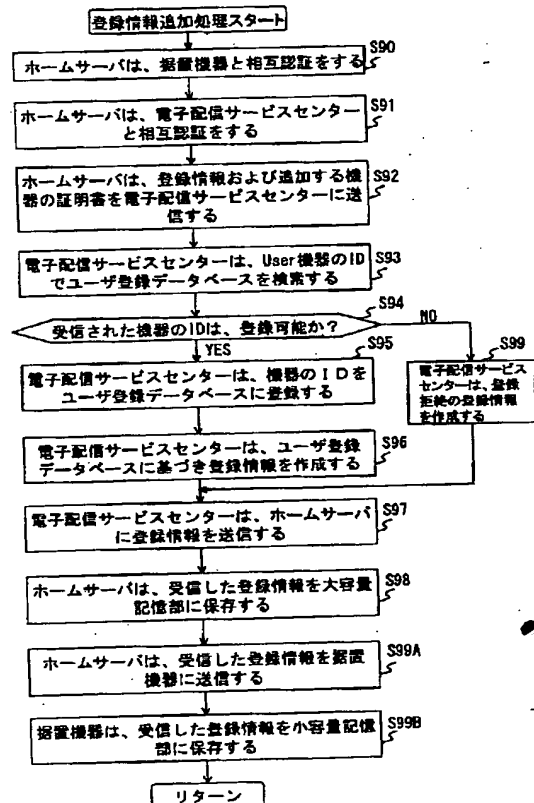 登録情報追加処理スタート
S90
ホームサーバは、据置機器と相互認証をする
S91
ホームサーバは、電子配信サービスセンター
と相互認証をする
S92
ホームサーバは、登録情報および追加する機
器の証明書を電子配信サービスセンターに送
信する
S93
電子配信サービスセンターは、User機器のID
でユーザ登録データベースを検索する
S94
受信された機器のIDは、登録可能か?
NO
YES
S95
電子配信サービスセンターは、機器のIDを
ユーザ登録データベースに登録する
S99
電子配信サービス
センターは、登録
拒絶の登録情報
を作成する
S96
電子配信サービスセンターは、ユーザ登録
データベースに基づき登録情報を作成する
S97
電子配信サービスセンターは、ホームサーバ
に登録情報を送信する
S98
ホームサーバは、受信した登録情報を大容量
記憶部に保存する
S99A
ホームサーバは、受信した登録情報を据置
機器に送信する
S99B
据置機器は、受信した登録情報を小容量記憶
部に保存する
リターン